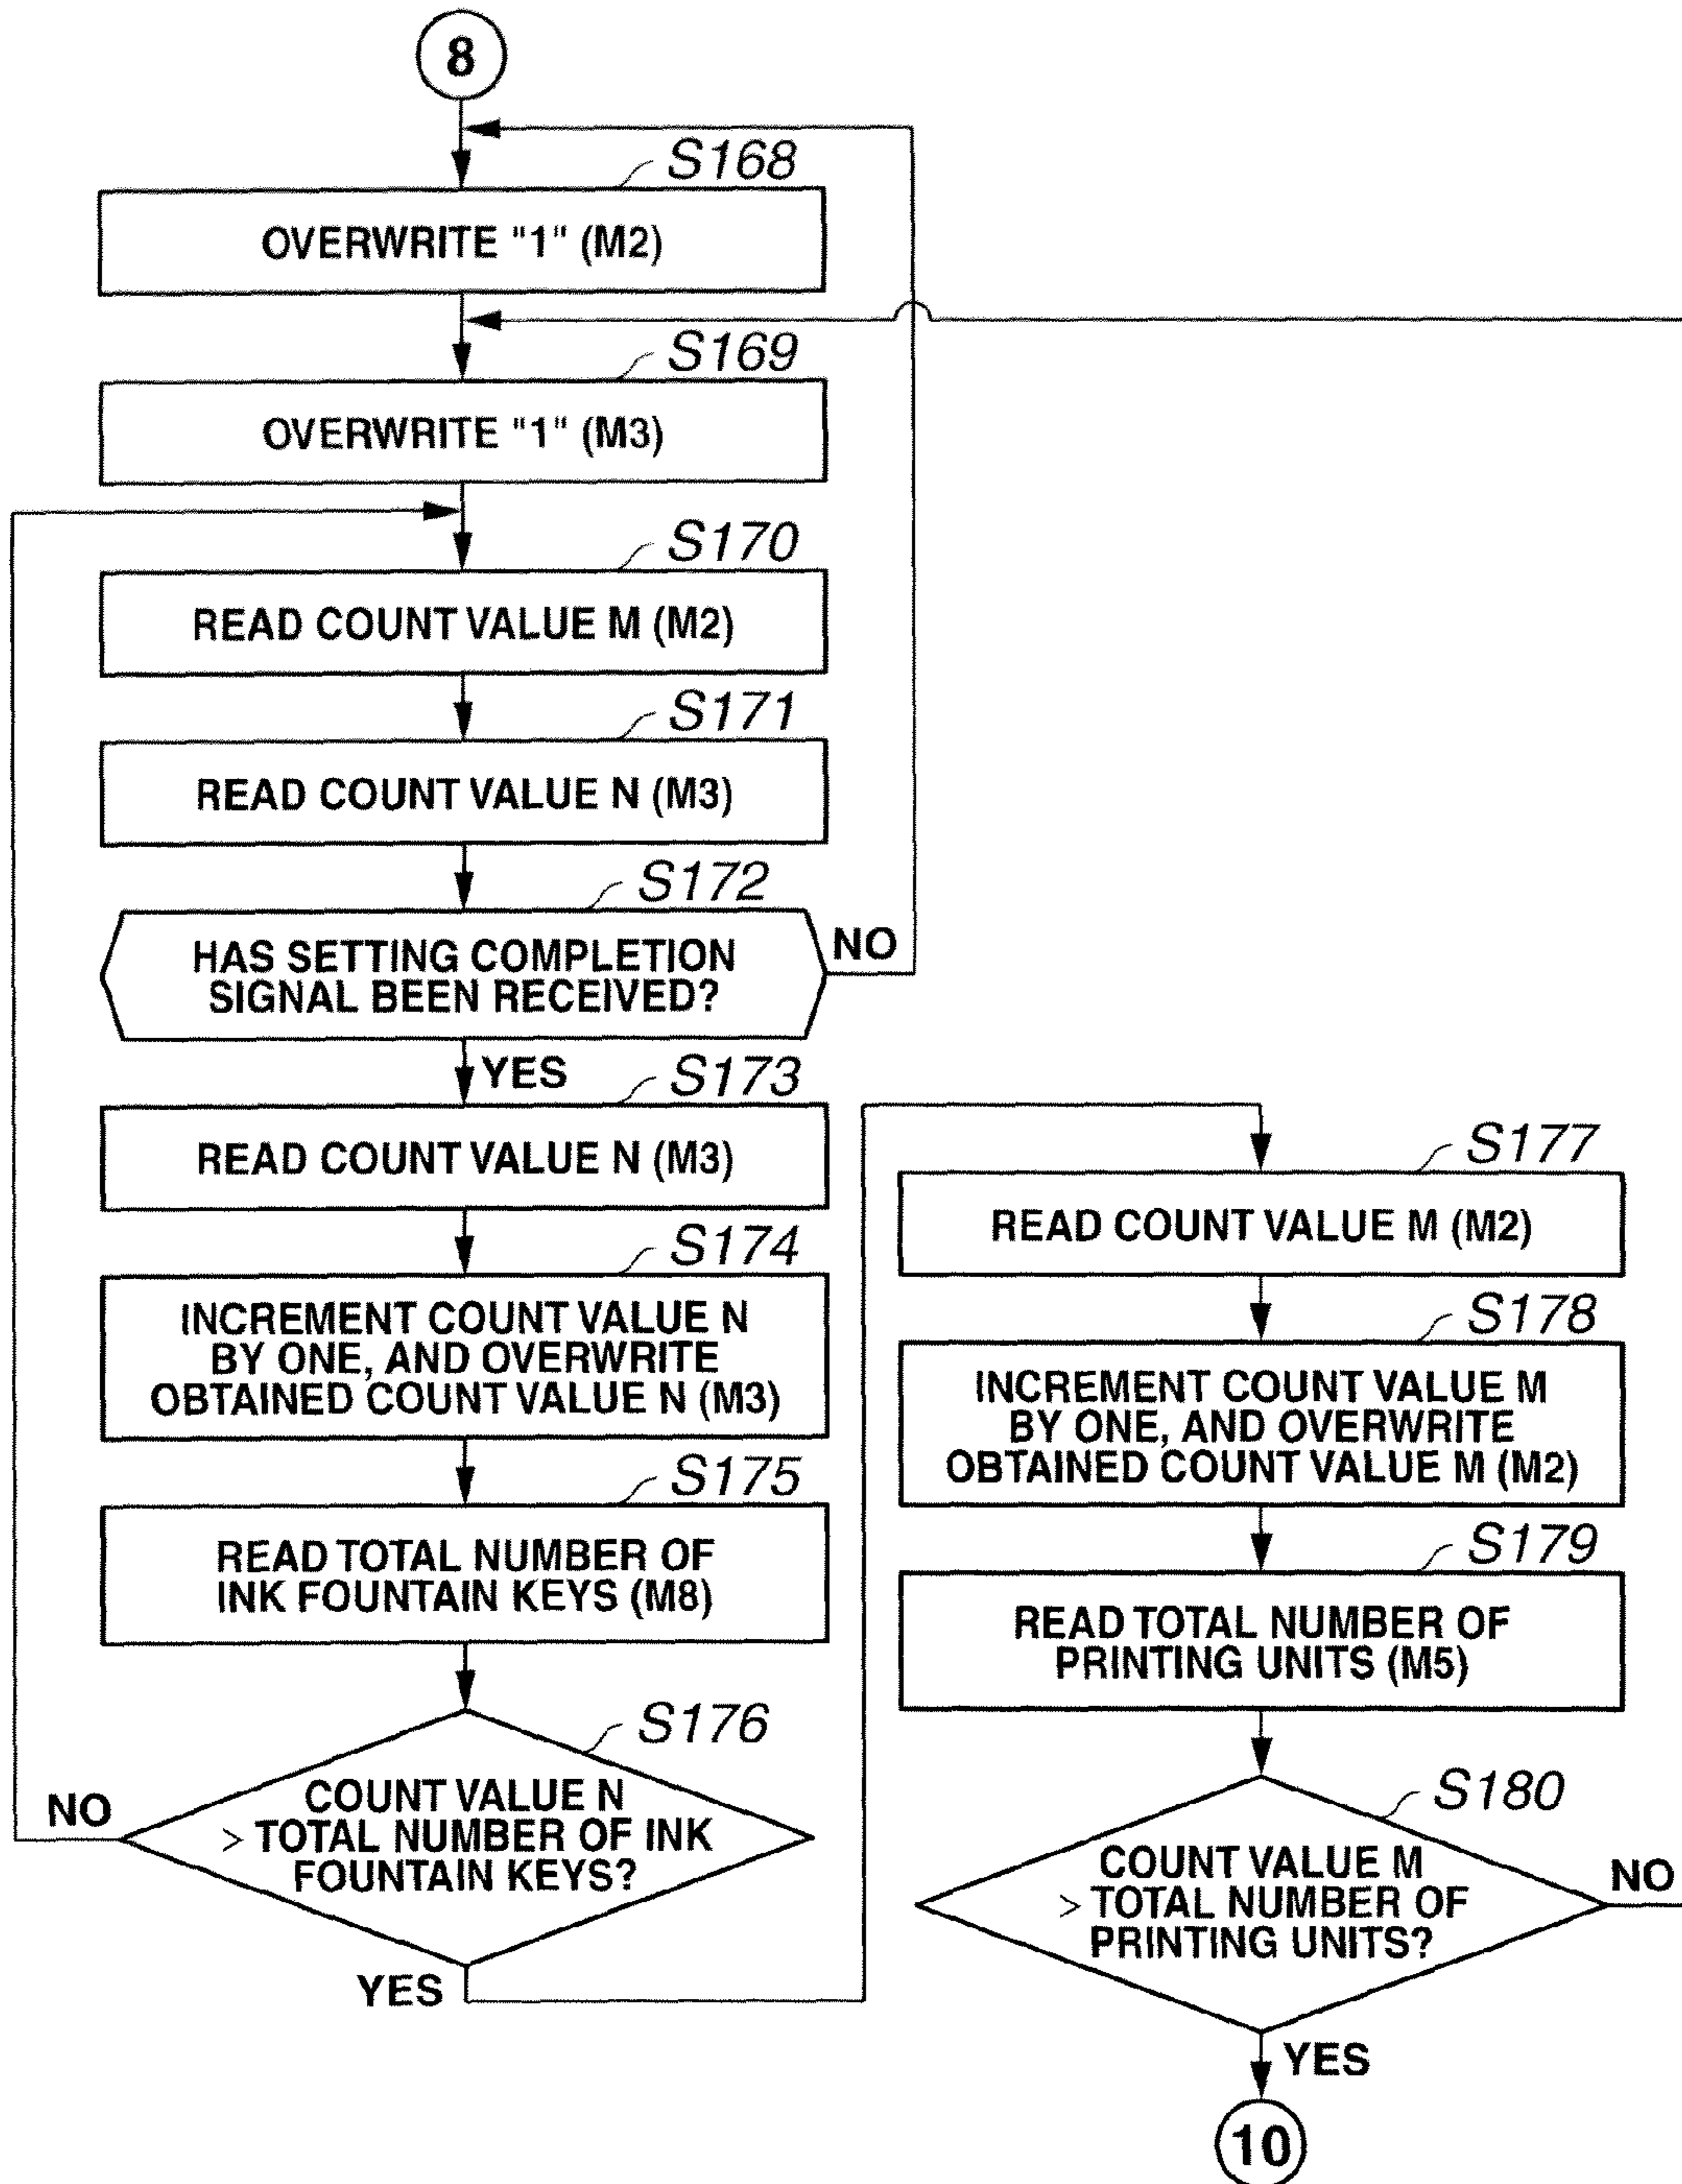 8
S168
OVERWRITE "1" (M2)
S169
OVERWRITE "1" (M3)
S170
READ COUNT VALUE M (M2)
S171
READ COUNT VALUE N (M3)
S172
HAS SETTING COMPLETION
SIGNAL BEEN RECEIVED?
NO
YES
S173
READ COUNT VALUE N (M3)
S174
INCREMENT COUNT VALUE N
BY ONE, AND OVERWRITE
OBTAINED COUNT VALUE N (M3)
S175
READ TOTAL NUMBER OF
INK FOUNTAIN KEYS (M8)
S176
COUNT VALUE N
> TOTAL NUMBER OF INK
FOUNTAIN KEYS?
NO
YES
S177
READ COUNT VALUE M (M2)
S178
INCREMENT COUNT VALUE M
BY ONE, AND OVERWRITE
OBTAINED COUNT VALUE M (M2)
S179
READ TOTAL NUMBER OF
PRINTING UNITS (M5)
S180
COUNT VALUE M
> TOTAL NUMBER OF
PRINTING UNITS?
NO
YES
10